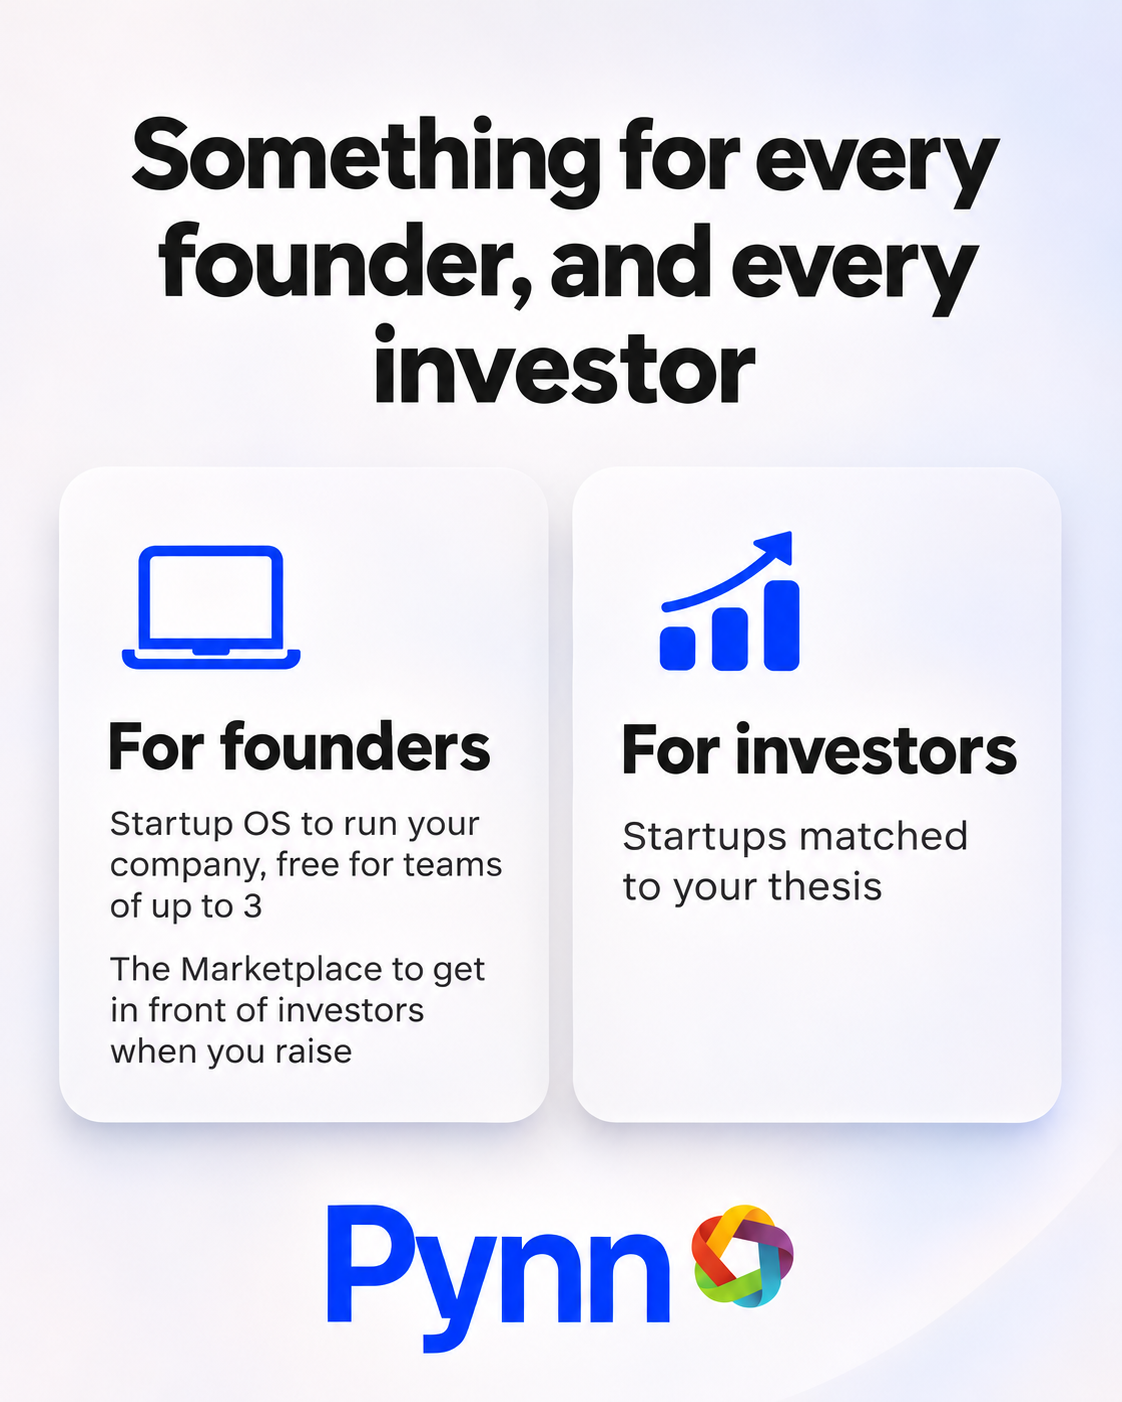 Something for every
founder, and every
investor
For founders
Startup OS to run your
company, free for teams
of up to 3
The Marketplace to get
in front of investors
when you raise
For investors
Startups matched
to your thesis
Pynn